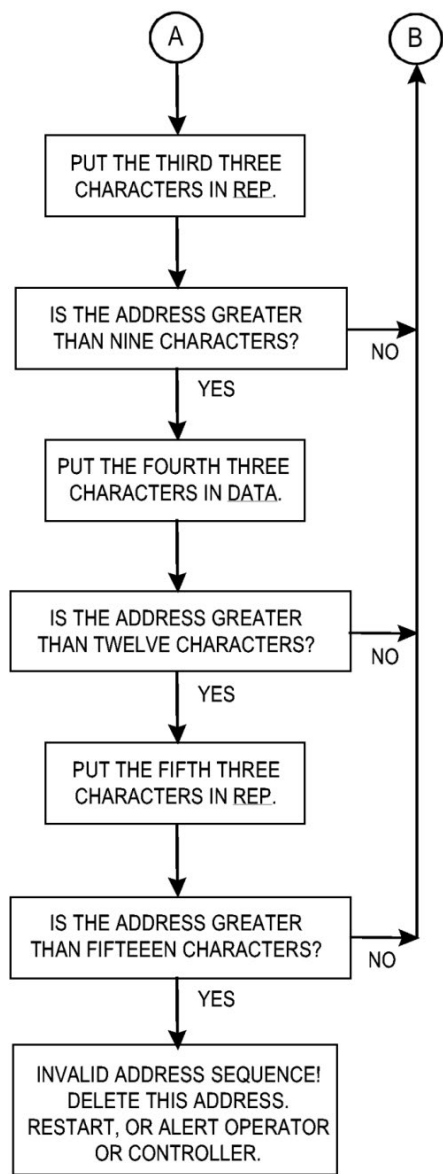 A
B
PUT THE THIRD THREE
CHARACTERS IN REP.
IS THE ADDRESS GREATER
THAN NINE CHARACTERS?
NO
YES
PUT THE FOURTH THREE
CHARACTERS IN DATA.
IS THE ADDRESS GREATER
THAN TWELVE CHARACTERS?
NO
YES
PUT THE FIFTH THREE
CHARACTERS IN REP.
IS THE ADDRESS GREATER
THAN FIFTEEEN CHARACTERS?
NO
YES
INVALID ADDRESS SEQUENCE!
DELETE THIS ADDRESS.
RESTART, OR ALERT OPERATOR
OR CONTROLLER.